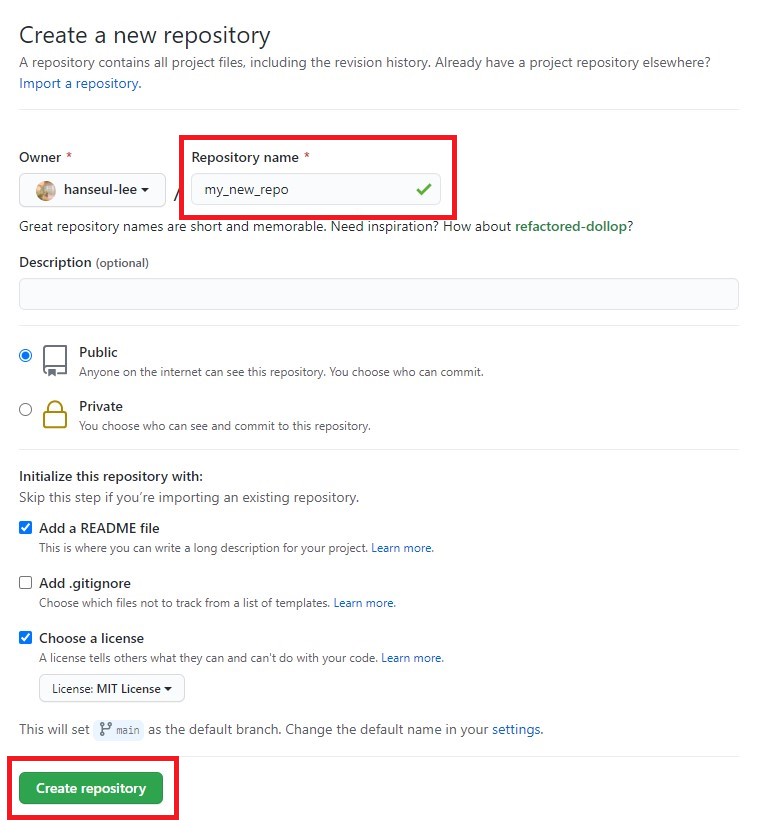 Create a new repository
A repository contains all project files, including the revision history. Already have a project repository elsewhere?
Import a repository.
Owner * Repository name *
hanseul-lee / my_new_repo
Great repository names are short and memorable. Need inspiration? How about refactored-dollop?
Description (optional)
Public
Anyone on the internet can see this repository. You choose who can commit.
Private
You choose who can see and commit to this repository.
Initialize this repository with:
Skip this step if you’re importing an existing repository.
Add a README file
This is where you can write a long description for your project. Learn more.
Add .gitignore
Choose which files not to track from a list of templates. Learn more.
Choose a license
A license tells others what they can and can't do with your code. Learn more.
License: MIT License
This will set main as the default branch. Change the default name in your settings.
Create repository